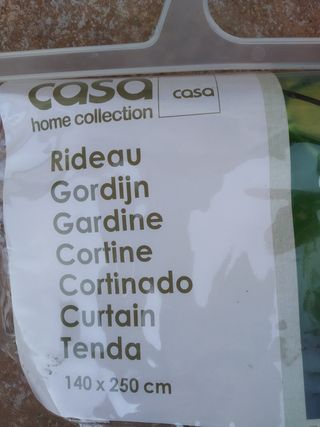 casa
home collection
casa
Rideau
Gordijn
Gardine
Cortine
Cortinado
Curtain
Tenda
140 x 250 cm